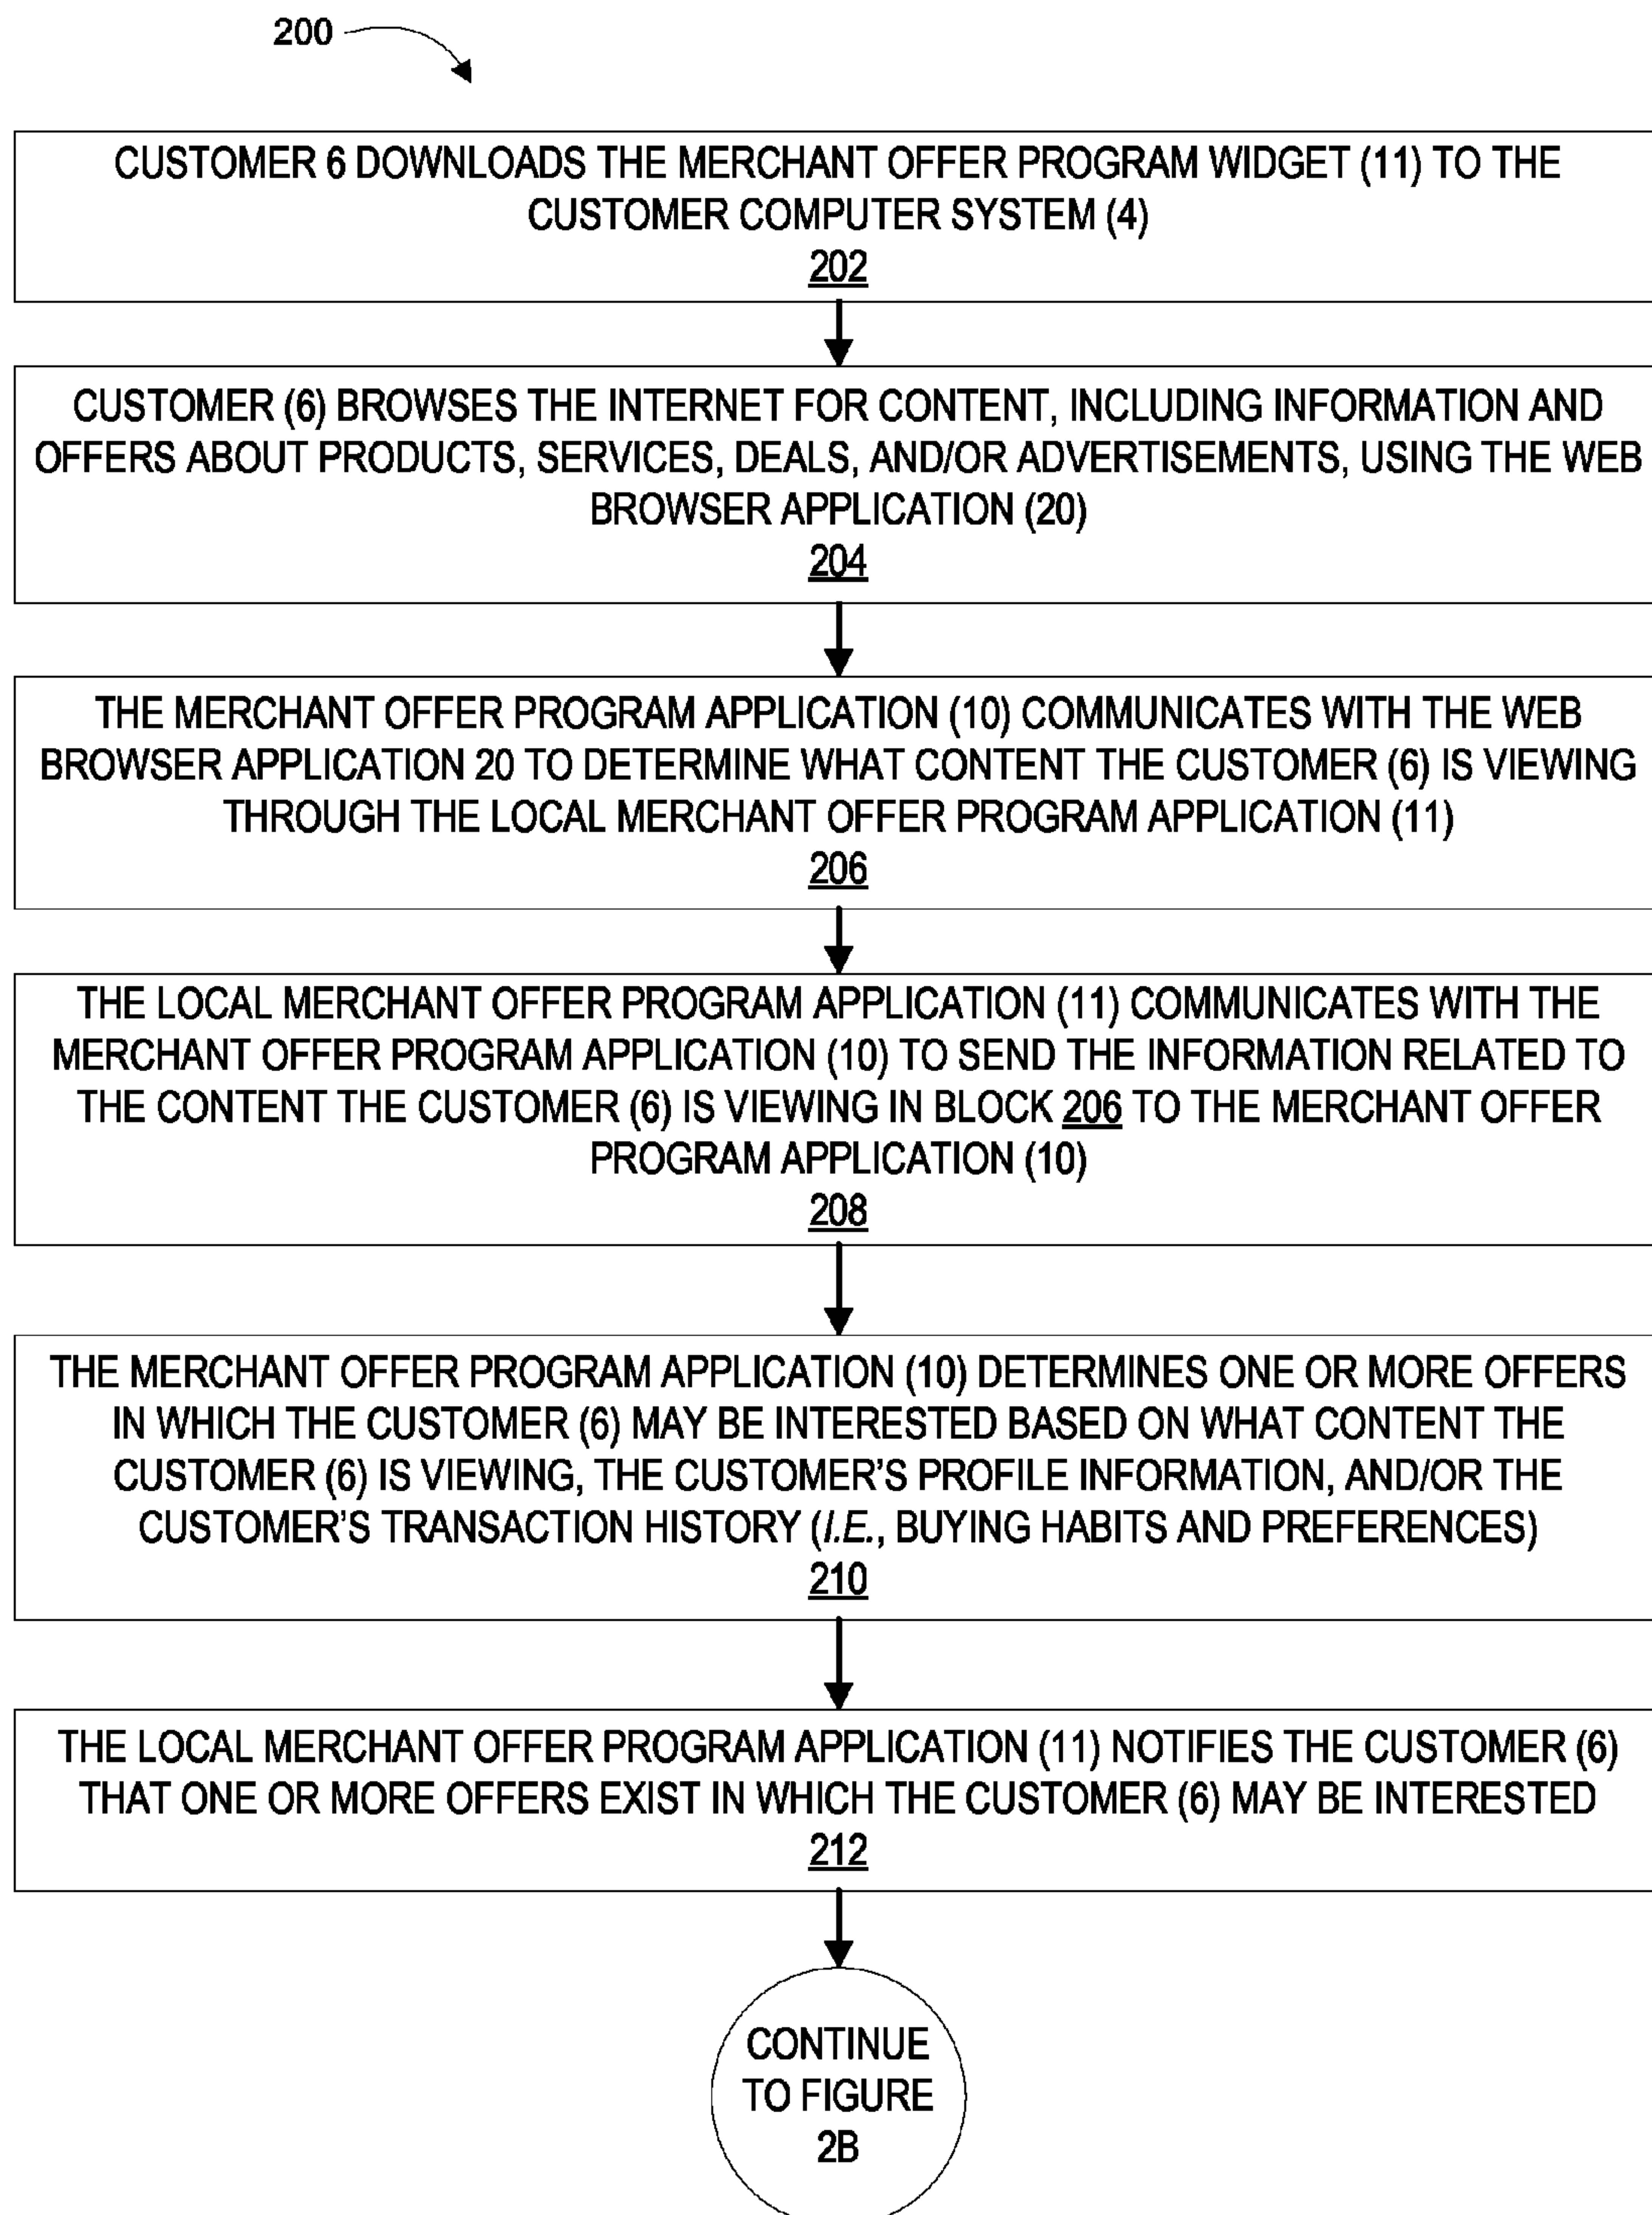 200
CUSTOMER 6 DOWNLOADS THE MERCHANT OFFER PROGRAM WIDGET (11) TO THE
CUSTOMER COMPUTER SYSTEM (4)
202
CUSTOMER (6) BROWSES THE INTERNET FOR CONTENT, INCLUDING INFORMATION AND
OFFERS ABOUT PRODUCTS, SERVICES, DEALS, AND/OR ADVERTISEMENTS, USING THE WEB
BROWSER APPLICATION (20)
204
THE MERCHANT OFFER PROGRAM APPLICATION (10) COMMUNICATES WITH THE WEB
BROWSER APPLICATION 20 TO DETERMINE WHAT CONTENT THE CUSTOMER (6) IS VIEWING
THROUGH THE LOCAL MERCHANT OFFER PROGRAM APPLICATION (11)
206
THE LOCAL MERCHANT OFFER PROGRAM APPLICATION (11) COMMUNICATES WITH THE
MERCHANT OFFER PROGRAM APPLICATION (10) TO SEND THE INFORMATION RELATED TO
THE CONTENT THE CUSTOMER (6) IS VIEWING IN BLOCK 206 TO THE MERCHANT OFFER
PROGRAM APPLICATION (10)
208
THE MERCHANT OFFER PROGRAM APPLICATION (10) DETERMINES ONE OR MORE OFFERS
IN WHICH THE CUSTOMER (6) MAY BE INTERESTED BASED ON WHAT CONTENT THE
CUSTOMER (6) IS VIEWING, THE CUSTOMER'S PROFILE INFORMATION, AND/OR THE
CUSTOMER'S TRANSACTION HISTORY (I.E., BUYING HABITS AND PREFERENCES)
210
THE LOCAL MERCHANT OFFER PROGRAM APPLICATION (11) NOTIFIES THE CUSTOMER (6)
THAT ONE OR MORE OFFERS EXIST IN WHICH THE CUSTOMER (6) MAY BE INTERESTED
212
CONTINUE
TO FIGURE
2B